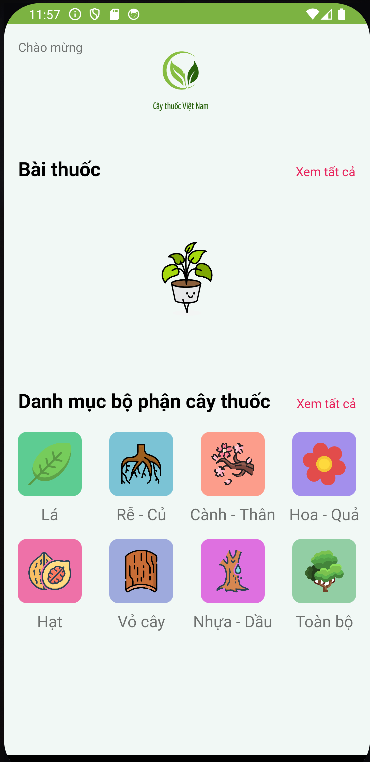 11:57
Chào mừng
Cây thuốc Việt Nam
Bài thuốc
Xem tất cả
Danh mục bộ phận cây thuốc
Xem tất cả
Lá
Rễ - Củ
Cành - Thân
Hoa - Quả
Hạt
Vỏ cây
Nhựa - Dầu
Toàn bộ